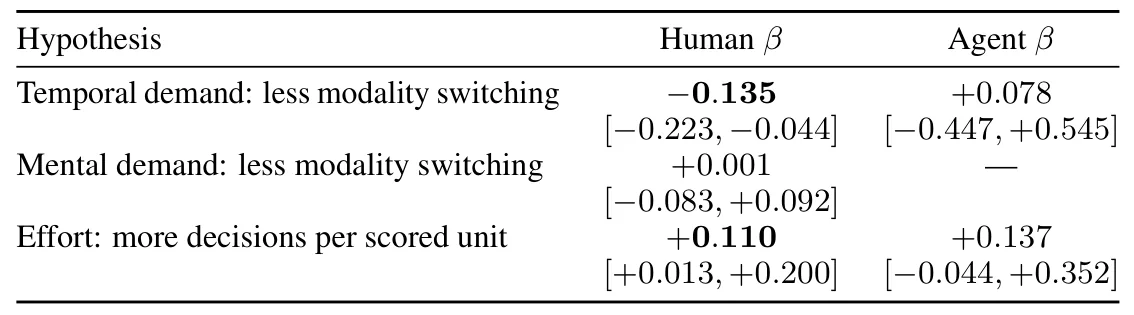 Hypothesis Human β Agent β
Temporal demand: less modality switching −0.135 +0.078
[−0.223, −0.044] [−0.447, +0.545]
Mental demand: less modality switching +0.001 —
[−0.083, +0.092]
Effort: more decisions per scored unit +0.110 +0.137
[+0.013, +0.200] [−0.044, +0.352]